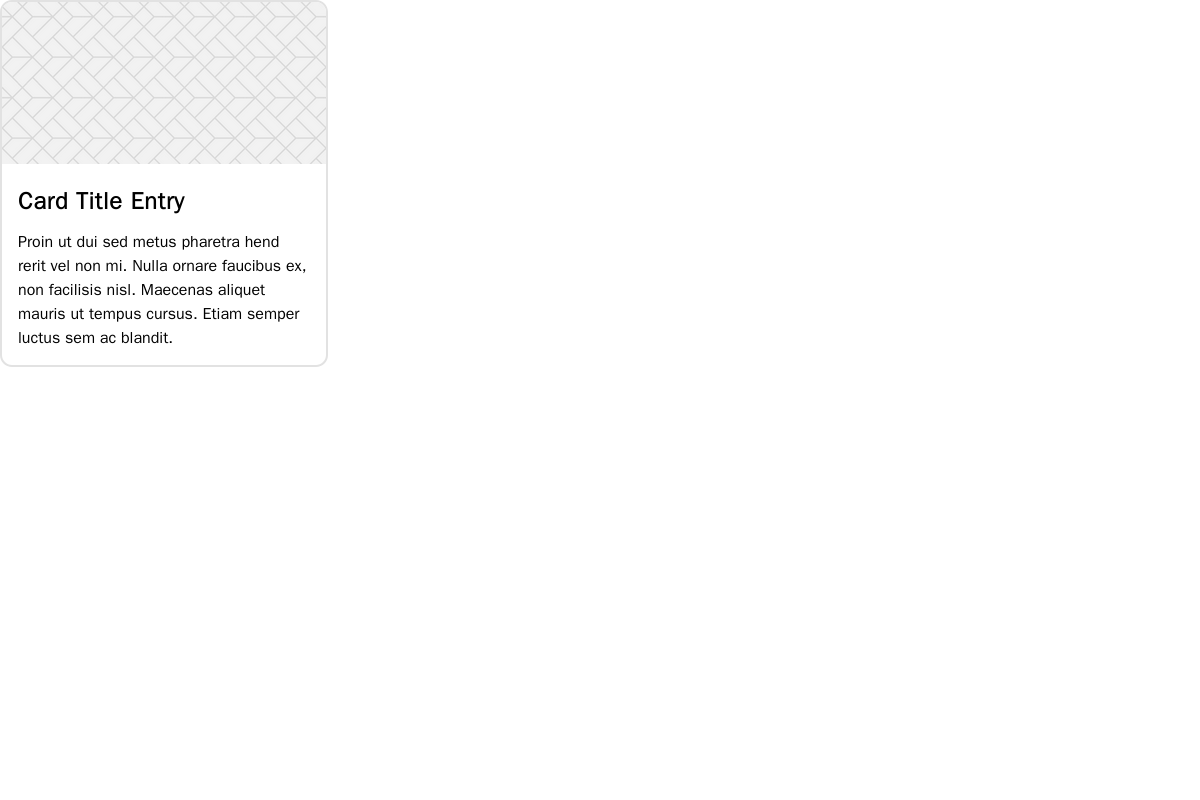 Card Title Entry
Proin ut dui sed metus pharetra hend
rerit vel non mi. Nulla ornare faucibus ex,
non facilisis nisl. Maecenas aliquet
mauris ut tempus cursus. Etiam semper
luctus sem ac blandit.